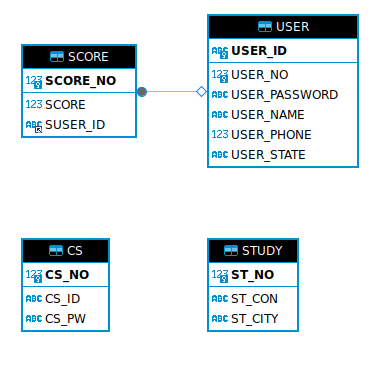 SCORE
123 SCORE_NO
123 SCORE
ABC SUSER_ID
USER
ABC USER_ID
123 USER_NO
ABC USER_PASSWORD
ABC USER_NAME
123 USER_PHONE
ABC USER_STATE
CS
123 CS_NO
ABC CS_ID
ABC CS_PW
STUDY
123 ST_NO
ABC ST_CON
ABC ST_CITY